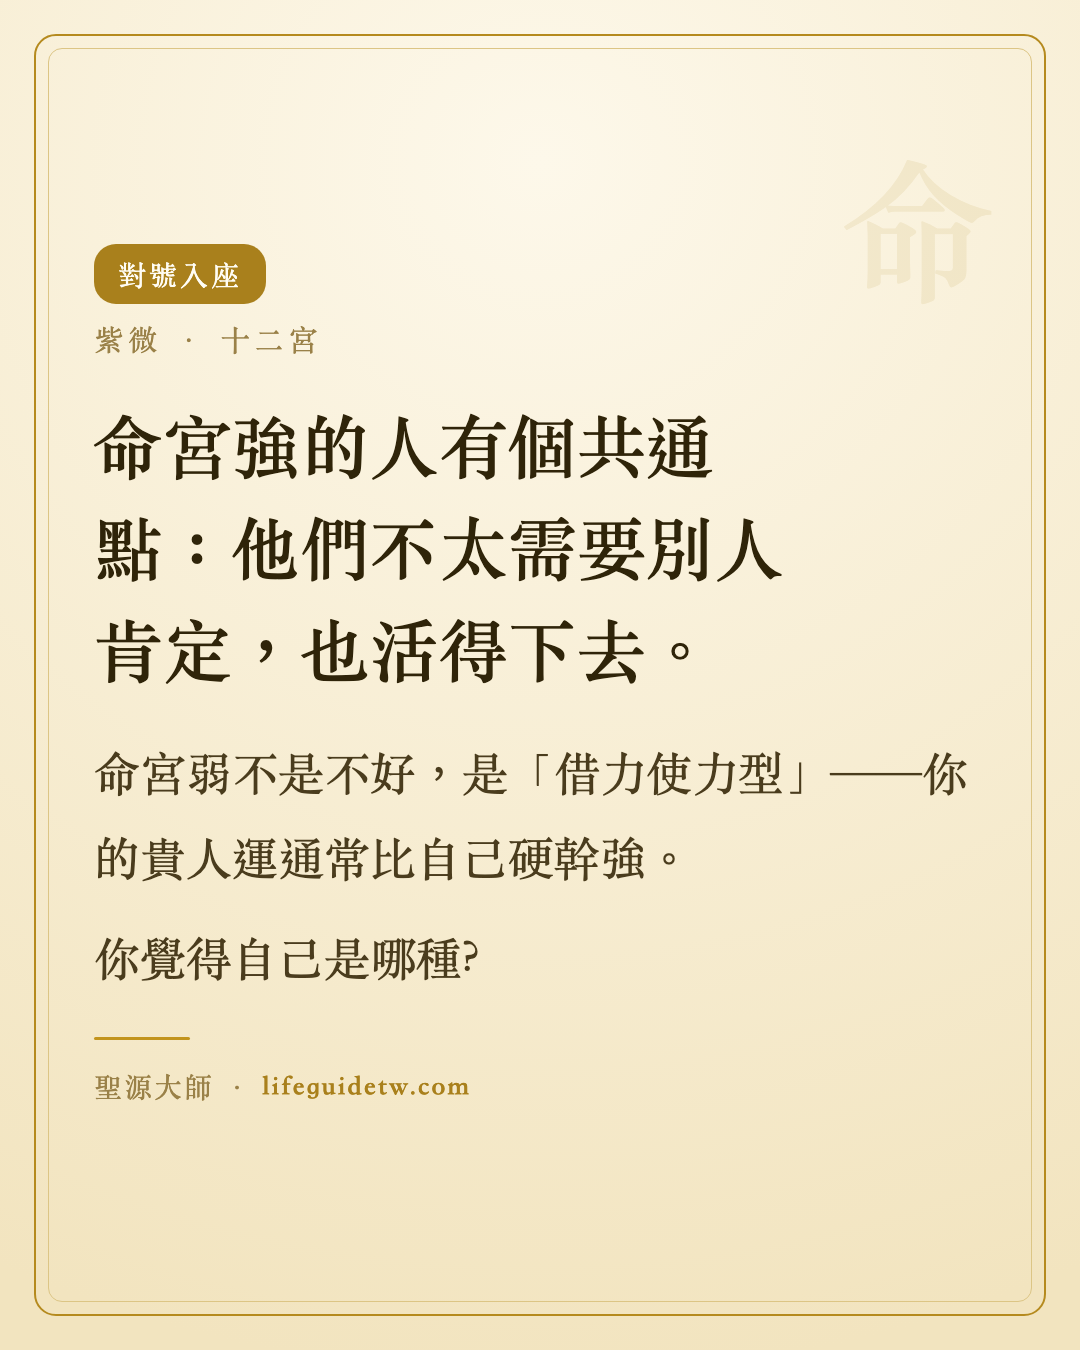 命
對號入座
紫微 · 十二宮
命宮強的人有個共通
點：他們不太需要別人
肯定，也活得下去。
命宮弱不是不好，是「借力使力型」——你
的貴人運通常比自己硬幹強。
你覺得自己是哪種?
聖源大師 · lifeguidetw.com